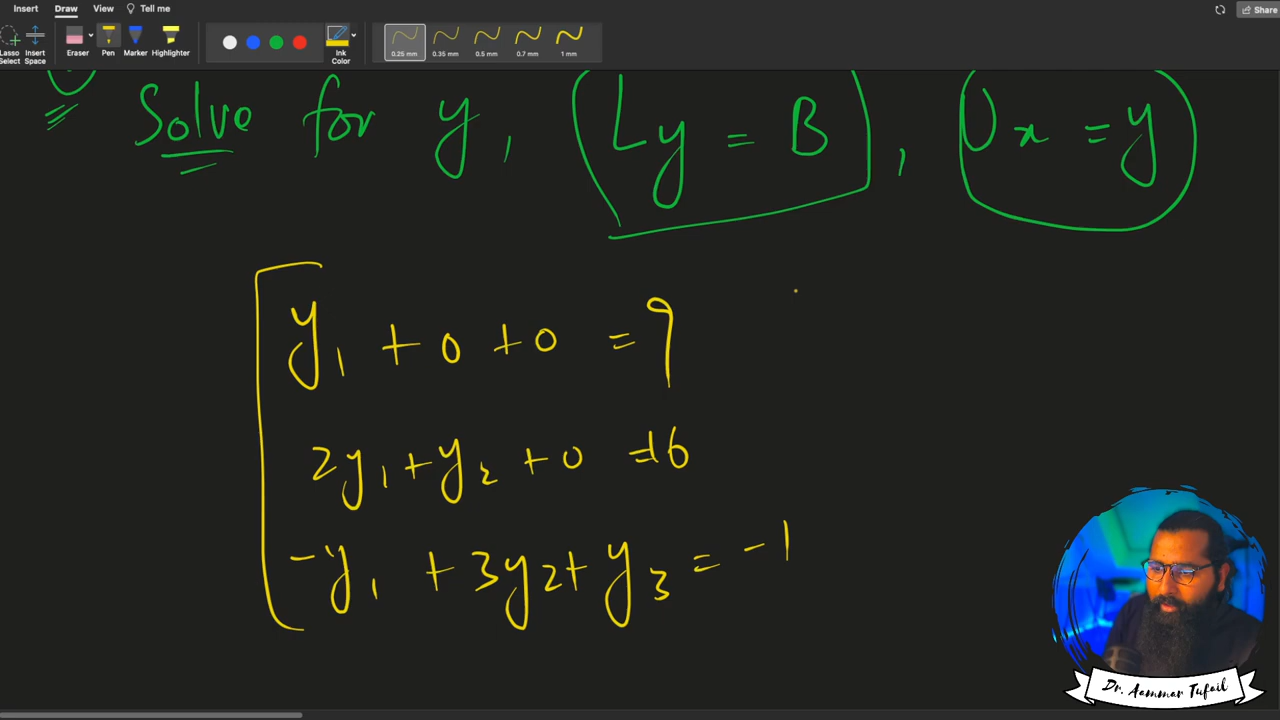 Insert Draw View Tell me Share
Lasso Select Insert Space Eraser Pen Marker Highlighter Ink Color 0.25 mm 0.35 mm 0.5 mm 0.7 mm 1 mm
Solve for y, Ly = B, Ux = y
y1 + 0 + 0 = 9
2y1 + y2 + 0 = 16
-y1 + 3y2 + y3 = -1
Dr. Aammar Tufail